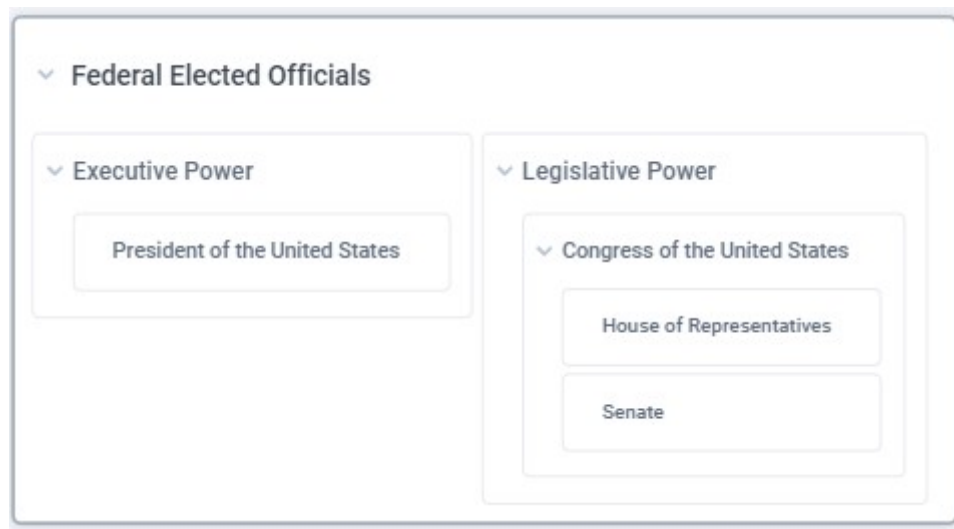 Federal Elected Officials
Executive Power
President of the United States
Legislative Power
Congress of the United States
House of Representatives
Senate